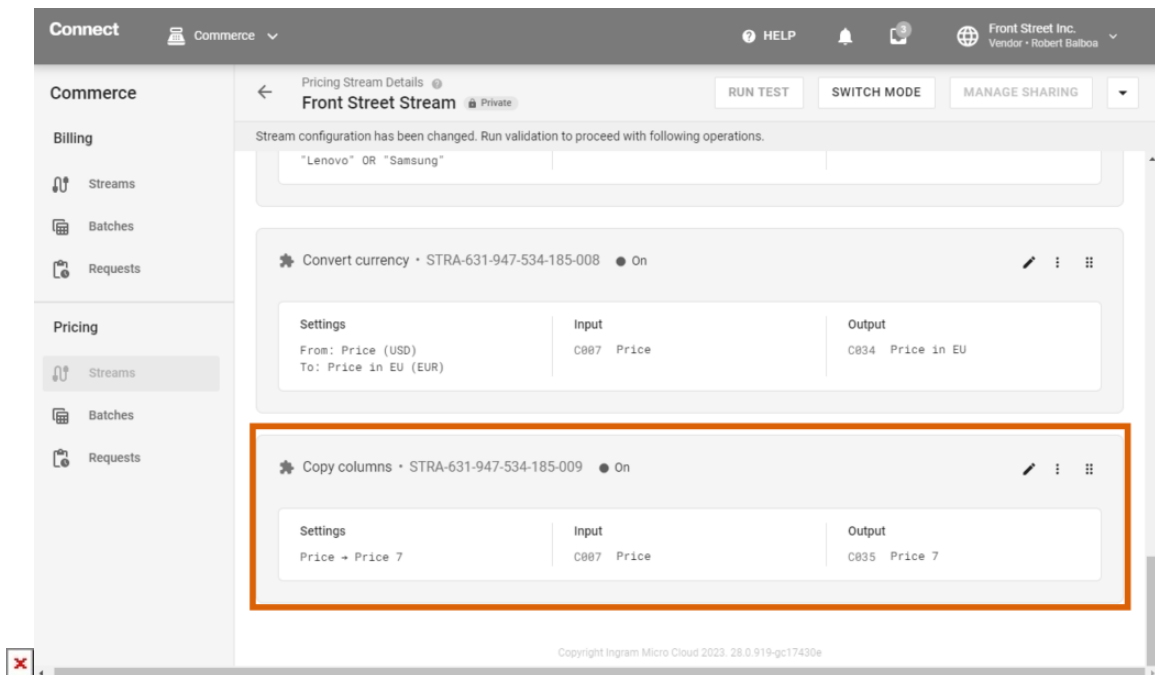 Connect
Commerce
HELP
3
Front Street Inc.
Vendor • Robert Balboa
Commerce
Billing
Streams
Batches
Requests
Pricing
Streams
Batches
Requests
Pricing Stream Details
Front Street Stream Private
RUN TEST
SWITCH MODE
MANAGE SHARING
Stream configuration has been changed. Run validation to proceed with following operations.
"Lenovo" OR "Samsung"
Convert currency • STRA-631-947-534-185-008 On
Settings
From: Price (USD)
To: Price in EU (EUR)
Input
C007 Price
Output
C034 Price in EU
Copy columns • STRA-631-947-534-185-009 On
Settings
Price → Price 7
Input
C007 Price
Output
C035 Price 7
Copyright Ingram Micro Cloud 2023. 28.0.919-gc17430e